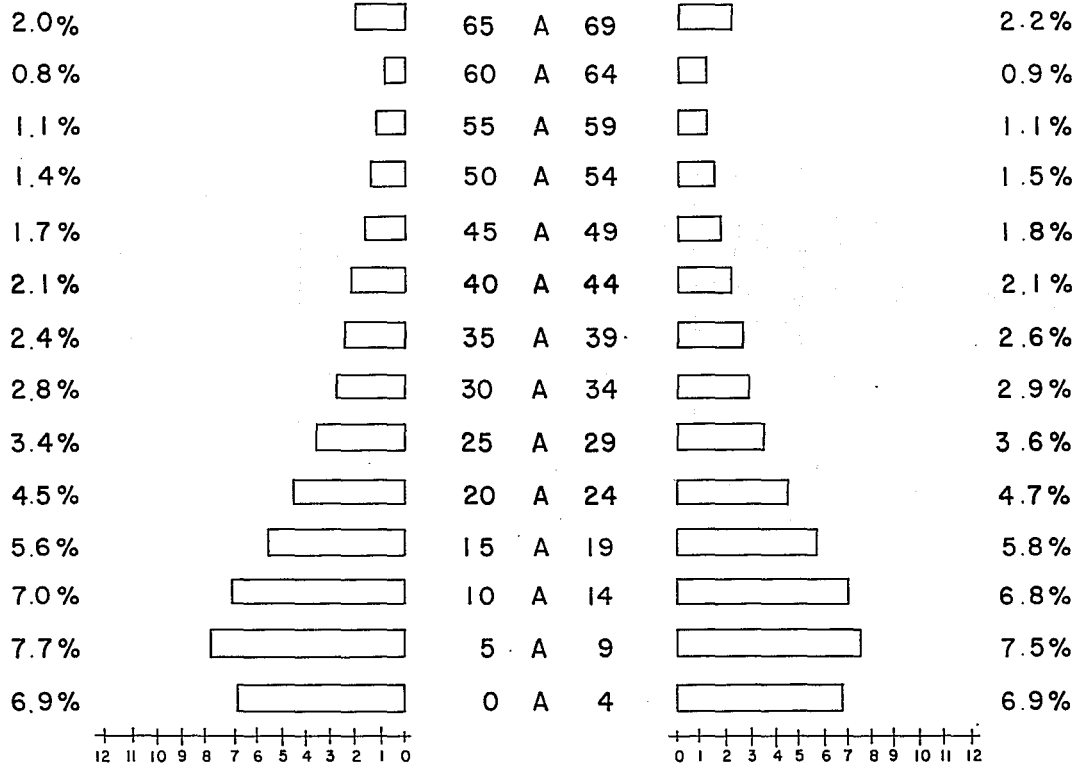 2.0% 65 A 69 2.2%
0.8% 60 A 64 0.9%
1.1% 55 A 59 1.1%
1.4% 50 A 54 1.5%
1.7% 45 A 49 1.8%
2.1% 40 A 44 2.1%
2.4% 35 A 39 2.6%
2.8% 30 A 34 2.9%
3.4% 25 A 29 3.6%
4.5% 20 A 24 4.7%
5.6% 15 A 19 5.8%
7.0% 10 A 14 6.8%
7.7% 5 A 9 7.5%
6.9% 0 A 4 6.9%
12 11 10 9 8 7 6 5 4 3 2 1 0 0 1 2 3 4 5 6 7 8 9 10 11 12